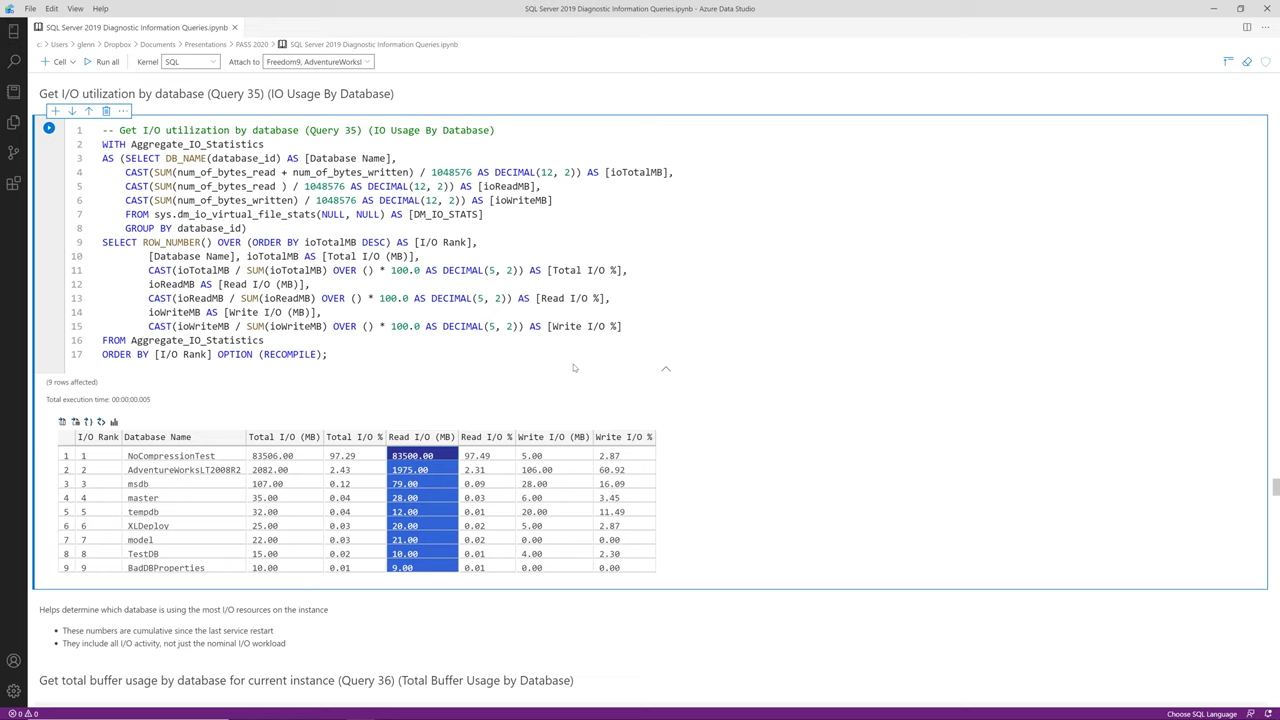 File Edit View Help
SQL Server 2019 Diagnostic Information Queries.ipynb - Azure Data Studio
SQL Server 2019 Diagnostic Information Queries.ipynb
c: > Users > glenn > Dropbox > Documents > Presentations > PASS 2020 > SQL Server 2019 Diagnostic Information Queries.ipynb
Cell Run all Kernel SQL Attach to Freedom9, AdventureWorksl
Get I/O utilization by database (Query 35) (IO Usage By Database)
1 -- Get I/O utilization by database (Query 35) (IO Usage By Database)
2 WITH Aggregate_IO_Statistics
3 AS (SELECT DB_NAME(database_id) AS [Database Name],
4 CAST(SUM(num_of_bytes_read + num_of_bytes_written) / 1048576 AS DECIMAL(12, 2)) AS [ioTotalMB],
5 CAST(SUM(num_of_bytes_read ) / 1048576 AS DECIMAL(12, 2)) AS [ioReadMB],
6 CAST(SUM(num_of_bytes_written) / 1048576 AS DECIMAL(12, 2)) AS [ioWriteMB]
7 FROM sys.dm_io_virtual_file_stats(NULL, NULL) AS [DM_IO_STATS]
8 GROUP BY database_id)
9 SELECT ROW_NUMBER() OVER (ORDER BY ioTotalMB DESC) AS [I/O Rank],
10 [Database Name], ioTotalMB AS [Total I/O (MB)],
11 CAST(ioTotalMB / SUM(ioTotalMB) OVER () * 100.0 AS DECIMAL(5, 2)) AS [Total I/O %],
12 ioReadMB AS [Read I/O (MB)],
13 CAST(ioReadMB / SUM(ioReadMB) OVER () * 100.0 AS DECIMAL(5, 2)) AS [Read I/O %],
14 ioWriteMB AS [Write I/O (MB)],
15 CAST(ioWriteMB / SUM(ioWriteMB) OVER () * 100.0 AS DECIMAL(5, 2)) AS [Write I/O %]
16 FROM Aggregate_IO_Statistics
17 ORDER BY [I/O Rank] OPTION (RECOMPILE);
(9 rows affected)
Total execution time: 00:00:00.005
I/O Rank Database Name Total I/O (MB) Total I/O % Read I/O (MB) Read I/O % Write I/O (MB) Write I/O %
1 1 NoCompressionTest 83506.00 97.29 83500.00 97.49 5.00 2.87
2 2 AdventureWorksLT2008R2 2082.00 2.43 1975.00 2.31 106.00 60.92
3 3 msdb 107.00 0.12 79.00 0.09 28.00 16.09
4 4 master 35.00 0.04 28.00 0.03 6.00 3.45
5 5 tempdb 32.00 0.04 12.00 0.01 20.00 11.49
6 6 XLDeploy 25.00 0.03 20.00 0.02 5.00 2.87
7 7 model 22.00 0.03 21.00 0.02 0.00 0.00
8 8 TestDB 15.00 0.02 10.00 0.01 4.00 2.30
9 9 BadDBProperties 10.00 0.01 9.00 0.01 0.00 0.00
Helps determine which database is using the most I/O resources on the instance
• These numbers are cumulative since the last service restart
• They include all I/O activity, not just the nominal I/O workload
Get total buffer usage by database for current instance (Query 36) (Total Buffer Usage by Database)
0 0 Choose SQL Language